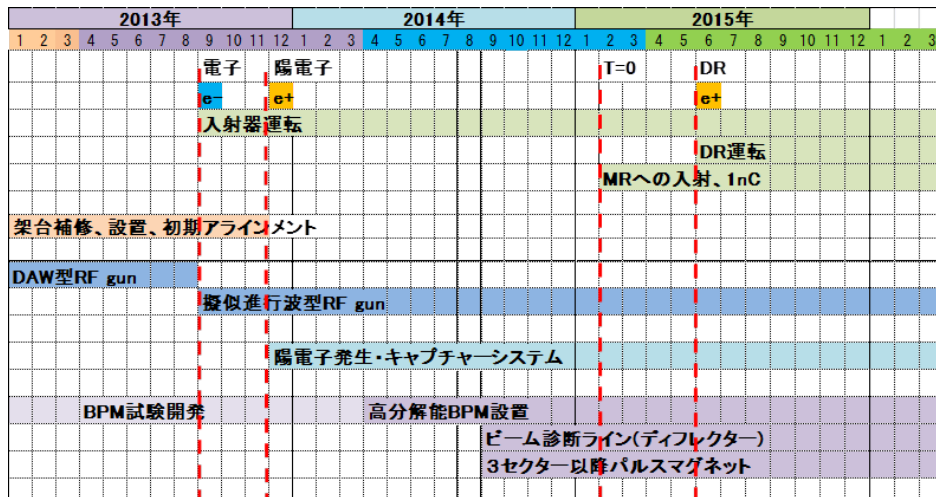 2013年 2014年 2015年
1 2 3 4 5 6 7 8 9 10 11 12 1 2 3 4 5 6 7 8 9 10 11 12 1 2 3 4 5 6 7 8 9 10 11 12 1 2 3
電子 陽電子 T=0 DR
e- e+ e+
入射器運転
DR運転
MRへの入射、1nC
架台補修、設置、初期アラインメント
DAW型RF gun
擬似進行波型RF gun
陽電子発生・キャプチャーシステム
BPM試験開発 高分解能BPM設置
ビーム診断ライン(ディフレクター)
3セクター以降パルスマグネット